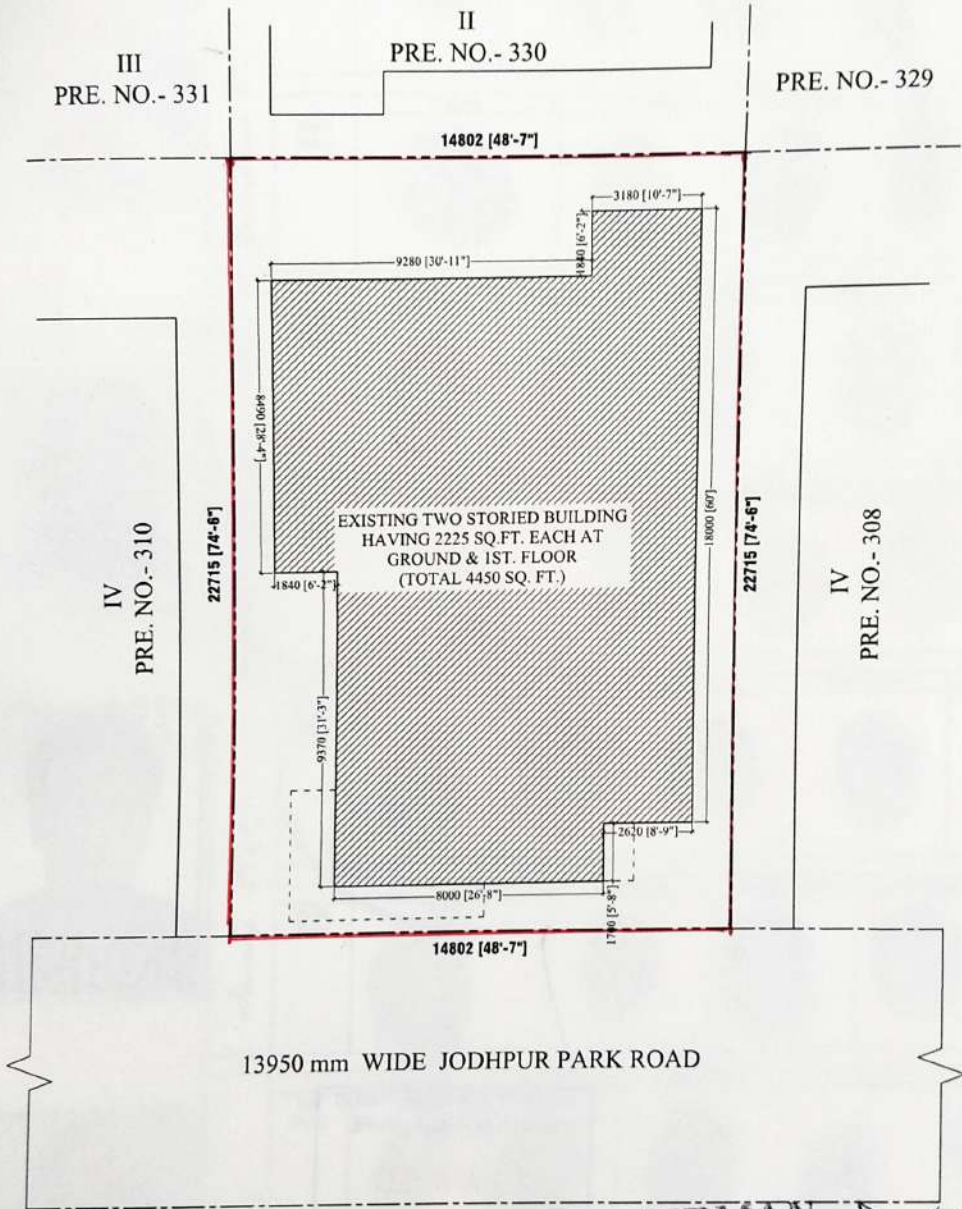 II
PRE. NO.- 330
III
PRE. NO.- 331
PRE. NO.- 329
14802 [48'-7"]
3180 [10'-7"]
1840 [6'-2"]
9280 [30'-11"]
8490 [28'-4"]
18000 [60']
22715 [74'-6"]
22715 [74'-6"]
IV
PRE. NO.- 310
IV
PRE. NO.- 308
EXISTING TWO STORIED BUILDING
HAVING 2225 SQ.FT. EACH AT
GROUND & 1ST. FLOOR
(TOTAL 4450 SQ. FT.)
1840 [6'-2"]
9370 [31'-3"]
2620 [8'-9"]
8000 [26'-8"]
1700 [5'-8"]
14802 [48'-7"]
13950 mm WIDE JODHPUR PARK ROAD